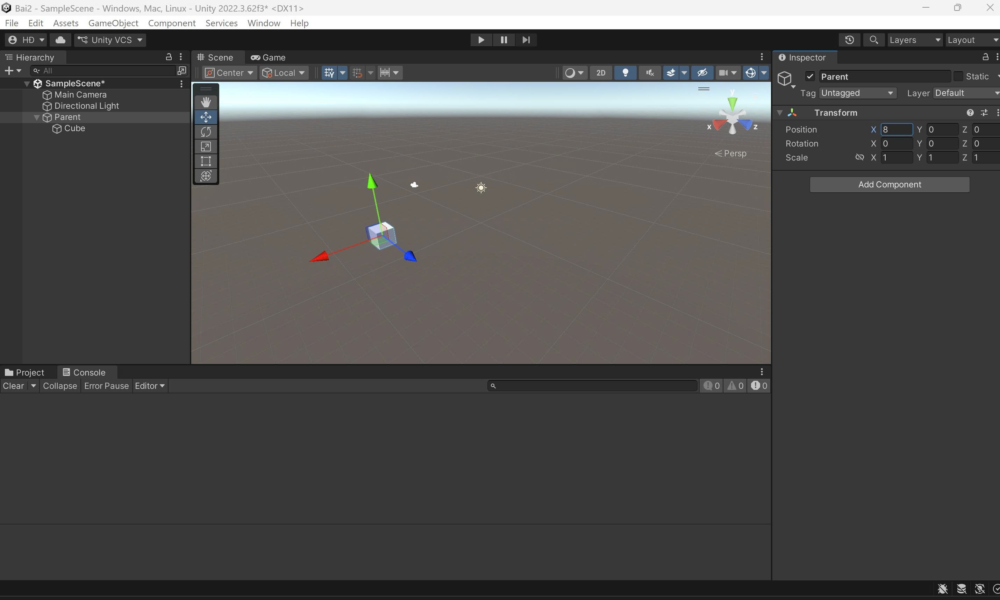 Bai2 - SampleScene - Windows, Mac, Linux - Unity 2022.3.62f3* <DX11>
File Edit Assets GameObject Component Services Window Help
HĐ Unity VCS Layers Layout
Hierarchy
All
SampleScene*
Main Camera
Directional Light
Parent
Cube
Scene Game
Center Local 2D
y
x z
Persp
Inspector
Parent Static
Tag Untagged Layer Default
Transform
Position X 8 Y 0 Z 0
Rotation X 0 Y 0 Z 0
Scale X 1 Y 1 Z 1
Add Component
Project Console
Clear Collapse Error Pause Editor 0 0 0